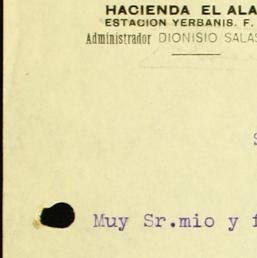 HACIENDA EL ALA
ESTACION YERBANIS. F.
Administrador DIONISIO SALAS
S
Muy Sr.mio y f